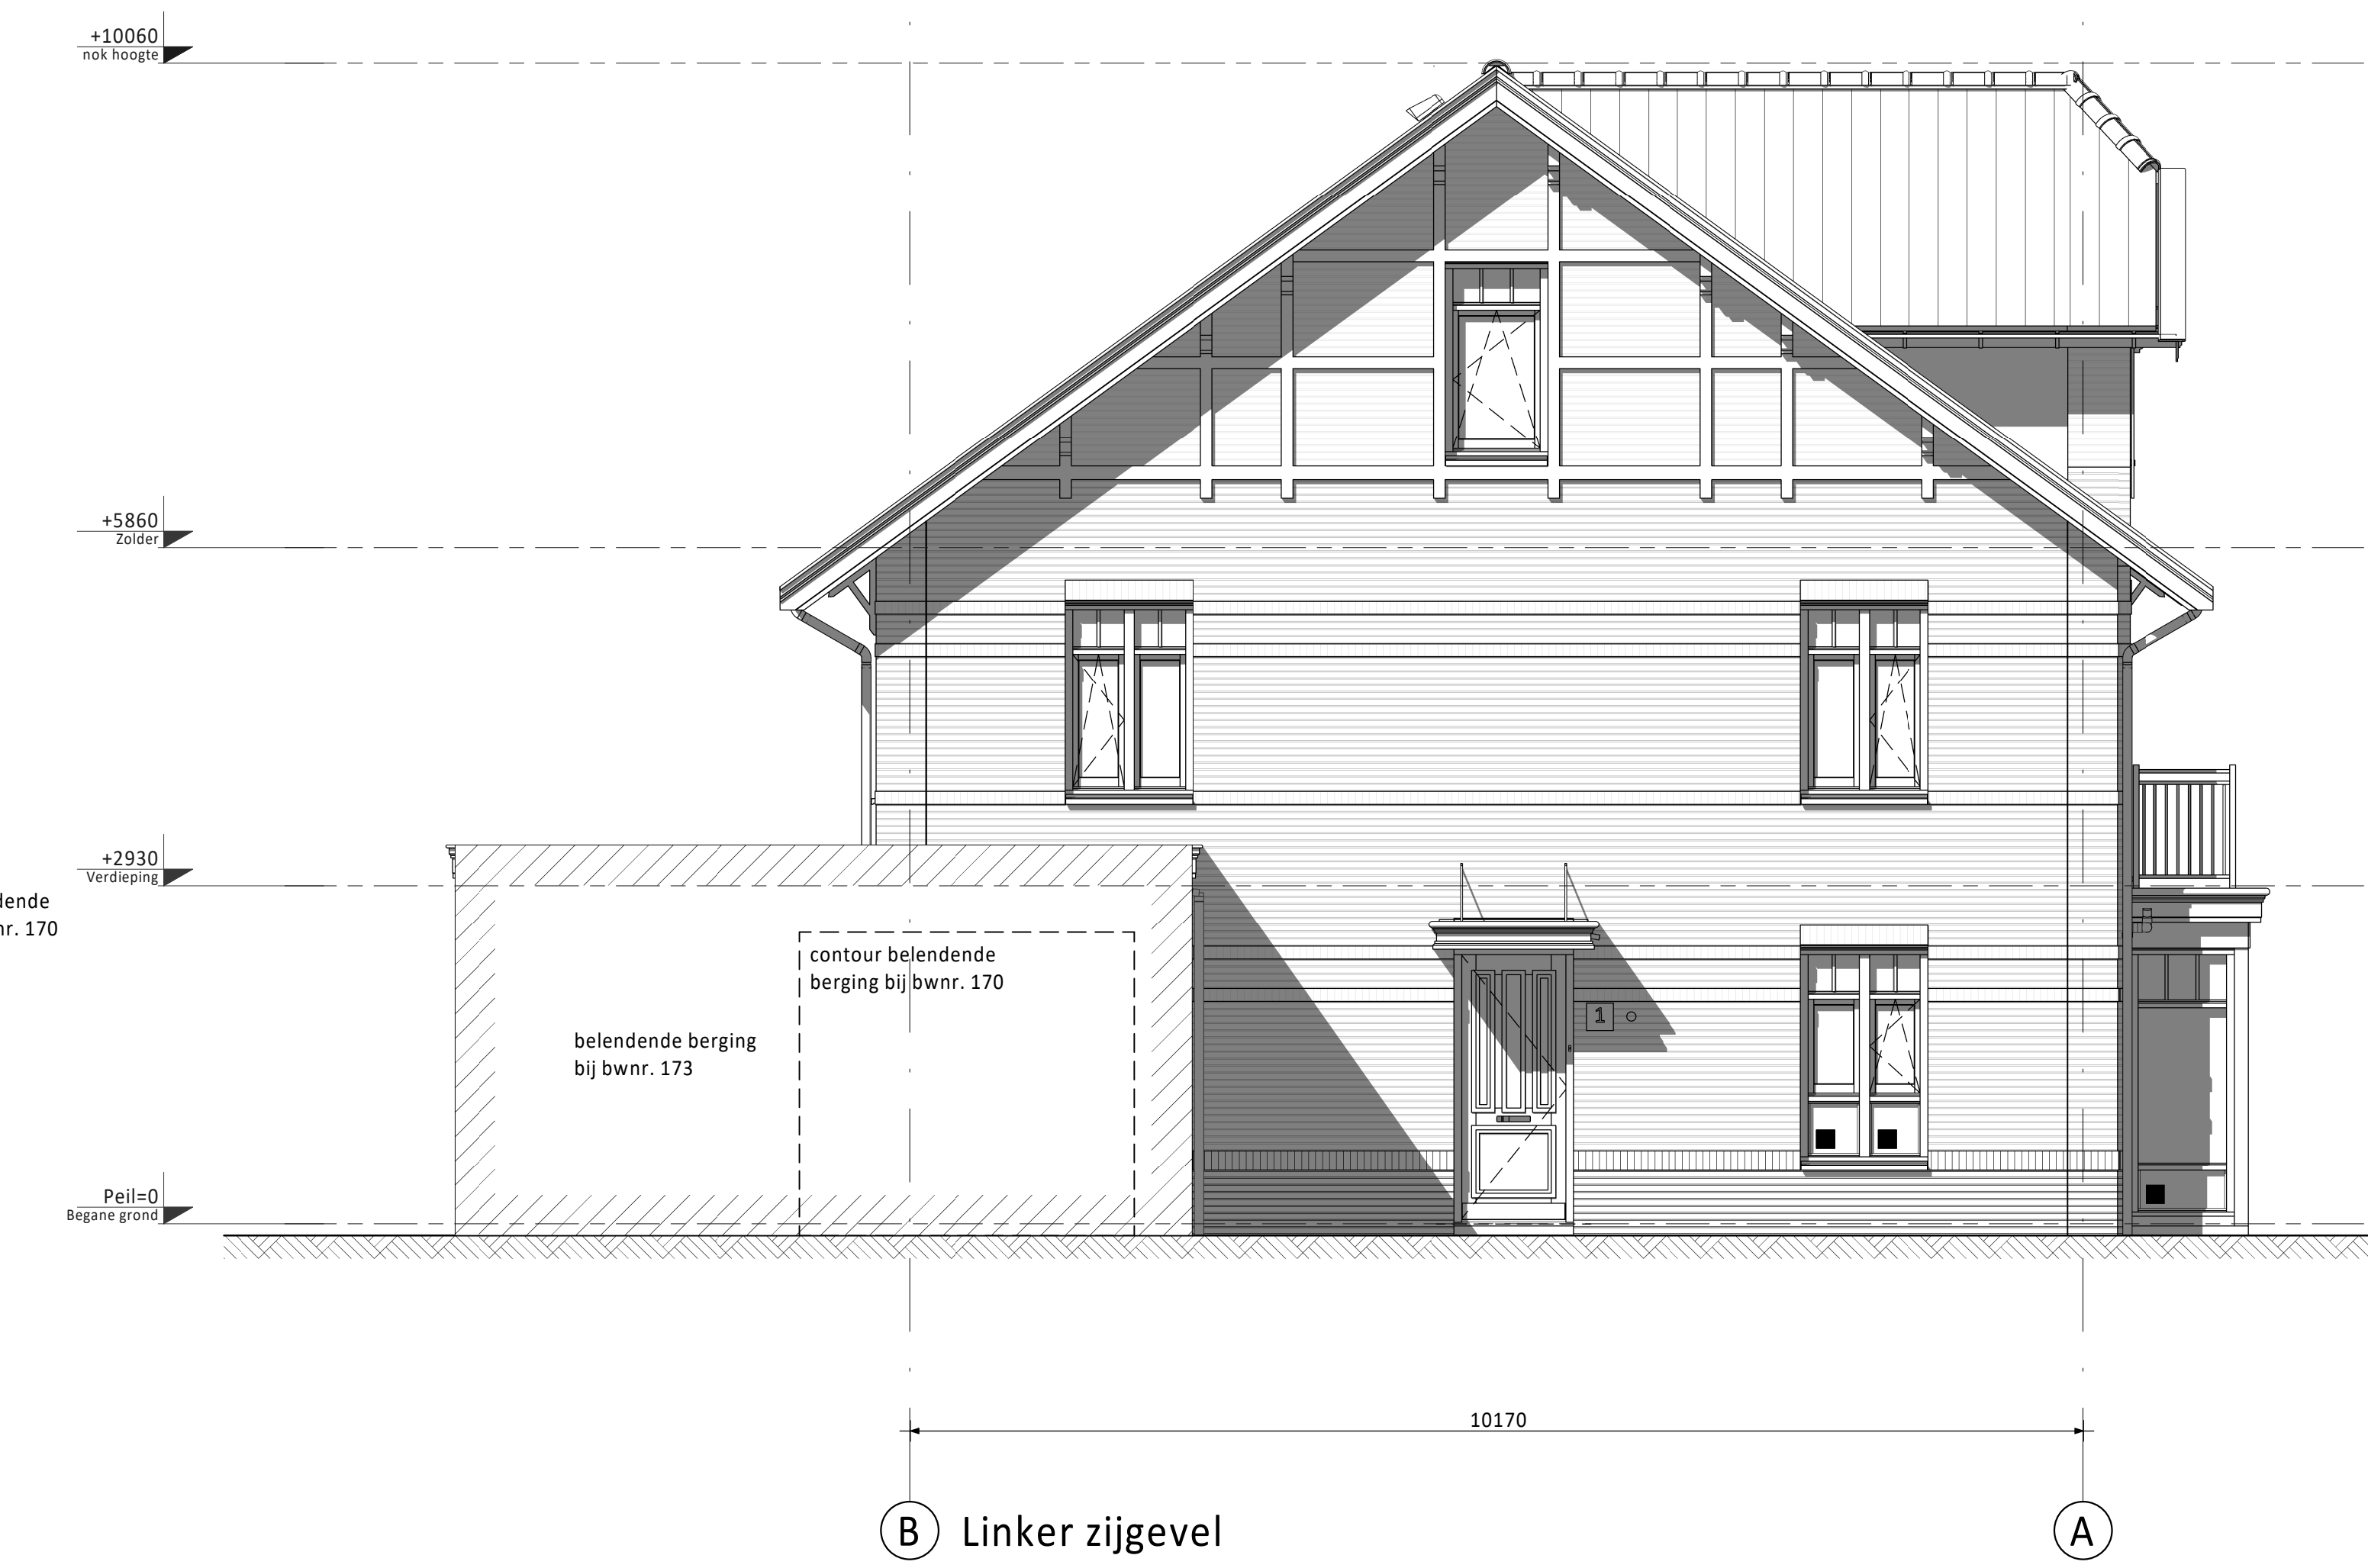 +10060
nok hoogte
+5860
Zolder
+2930
Verdieping
nr. 170
contour belendende
berging bij bwnr. 170
belendende berging
bij bwnr. 173
1
Peil=0
Begane grond
10170
B Linker zijgevel
A